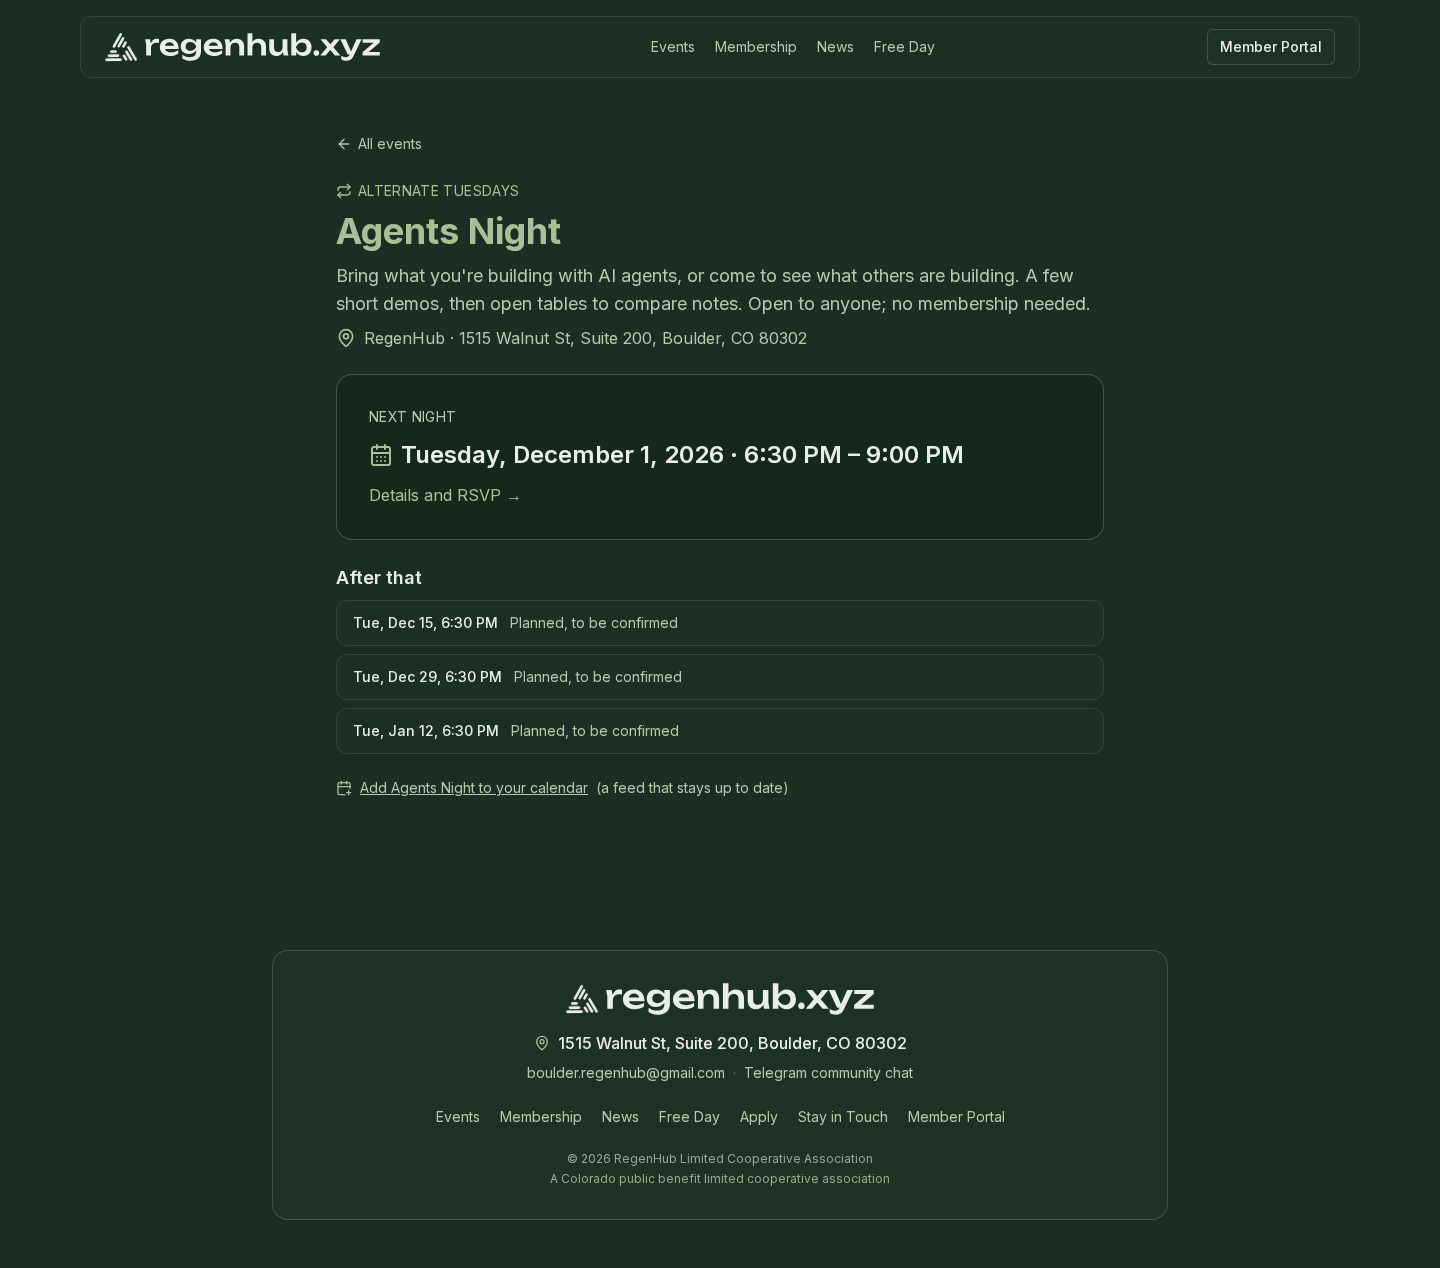 regenhub.xyz
Events Membership News Free Day
Member Portal
← All events
ALTERNATE TUESDAYS
Agents Night
Bring what you're building with AI agents, or come to see what others are building. A few
short demos, then open tables to compare notes. Open to anyone; no membership needed.
RegenHub · 1515 Walnut St, Suite 200, Boulder, CO 80302
NEXT NIGHT
Tuesday, December 1, 2026 · 6:30 PM – 9:00 PM
Details and RSVP →
After that
Tue, Dec 15, 6:30 PM Planned, to be confirmed
Tue, Dec 29, 6:30 PM Planned, to be confirmed
Tue, Jan 12, 6:30 PM Planned, to be confirmed
Add Agents Night to your calendar (a feed that stays up to date)
regenhub.xyz
1515 Walnut St, Suite 200, Boulder, CO 80302
boulder.regenhub@gmail.com · Telegram community chat
Events Membership News Free Day Apply Stay in Touch Member Portal
© 2026 RegenHub Limited Cooperative Association
A Colorado public benefit limited cooperative association